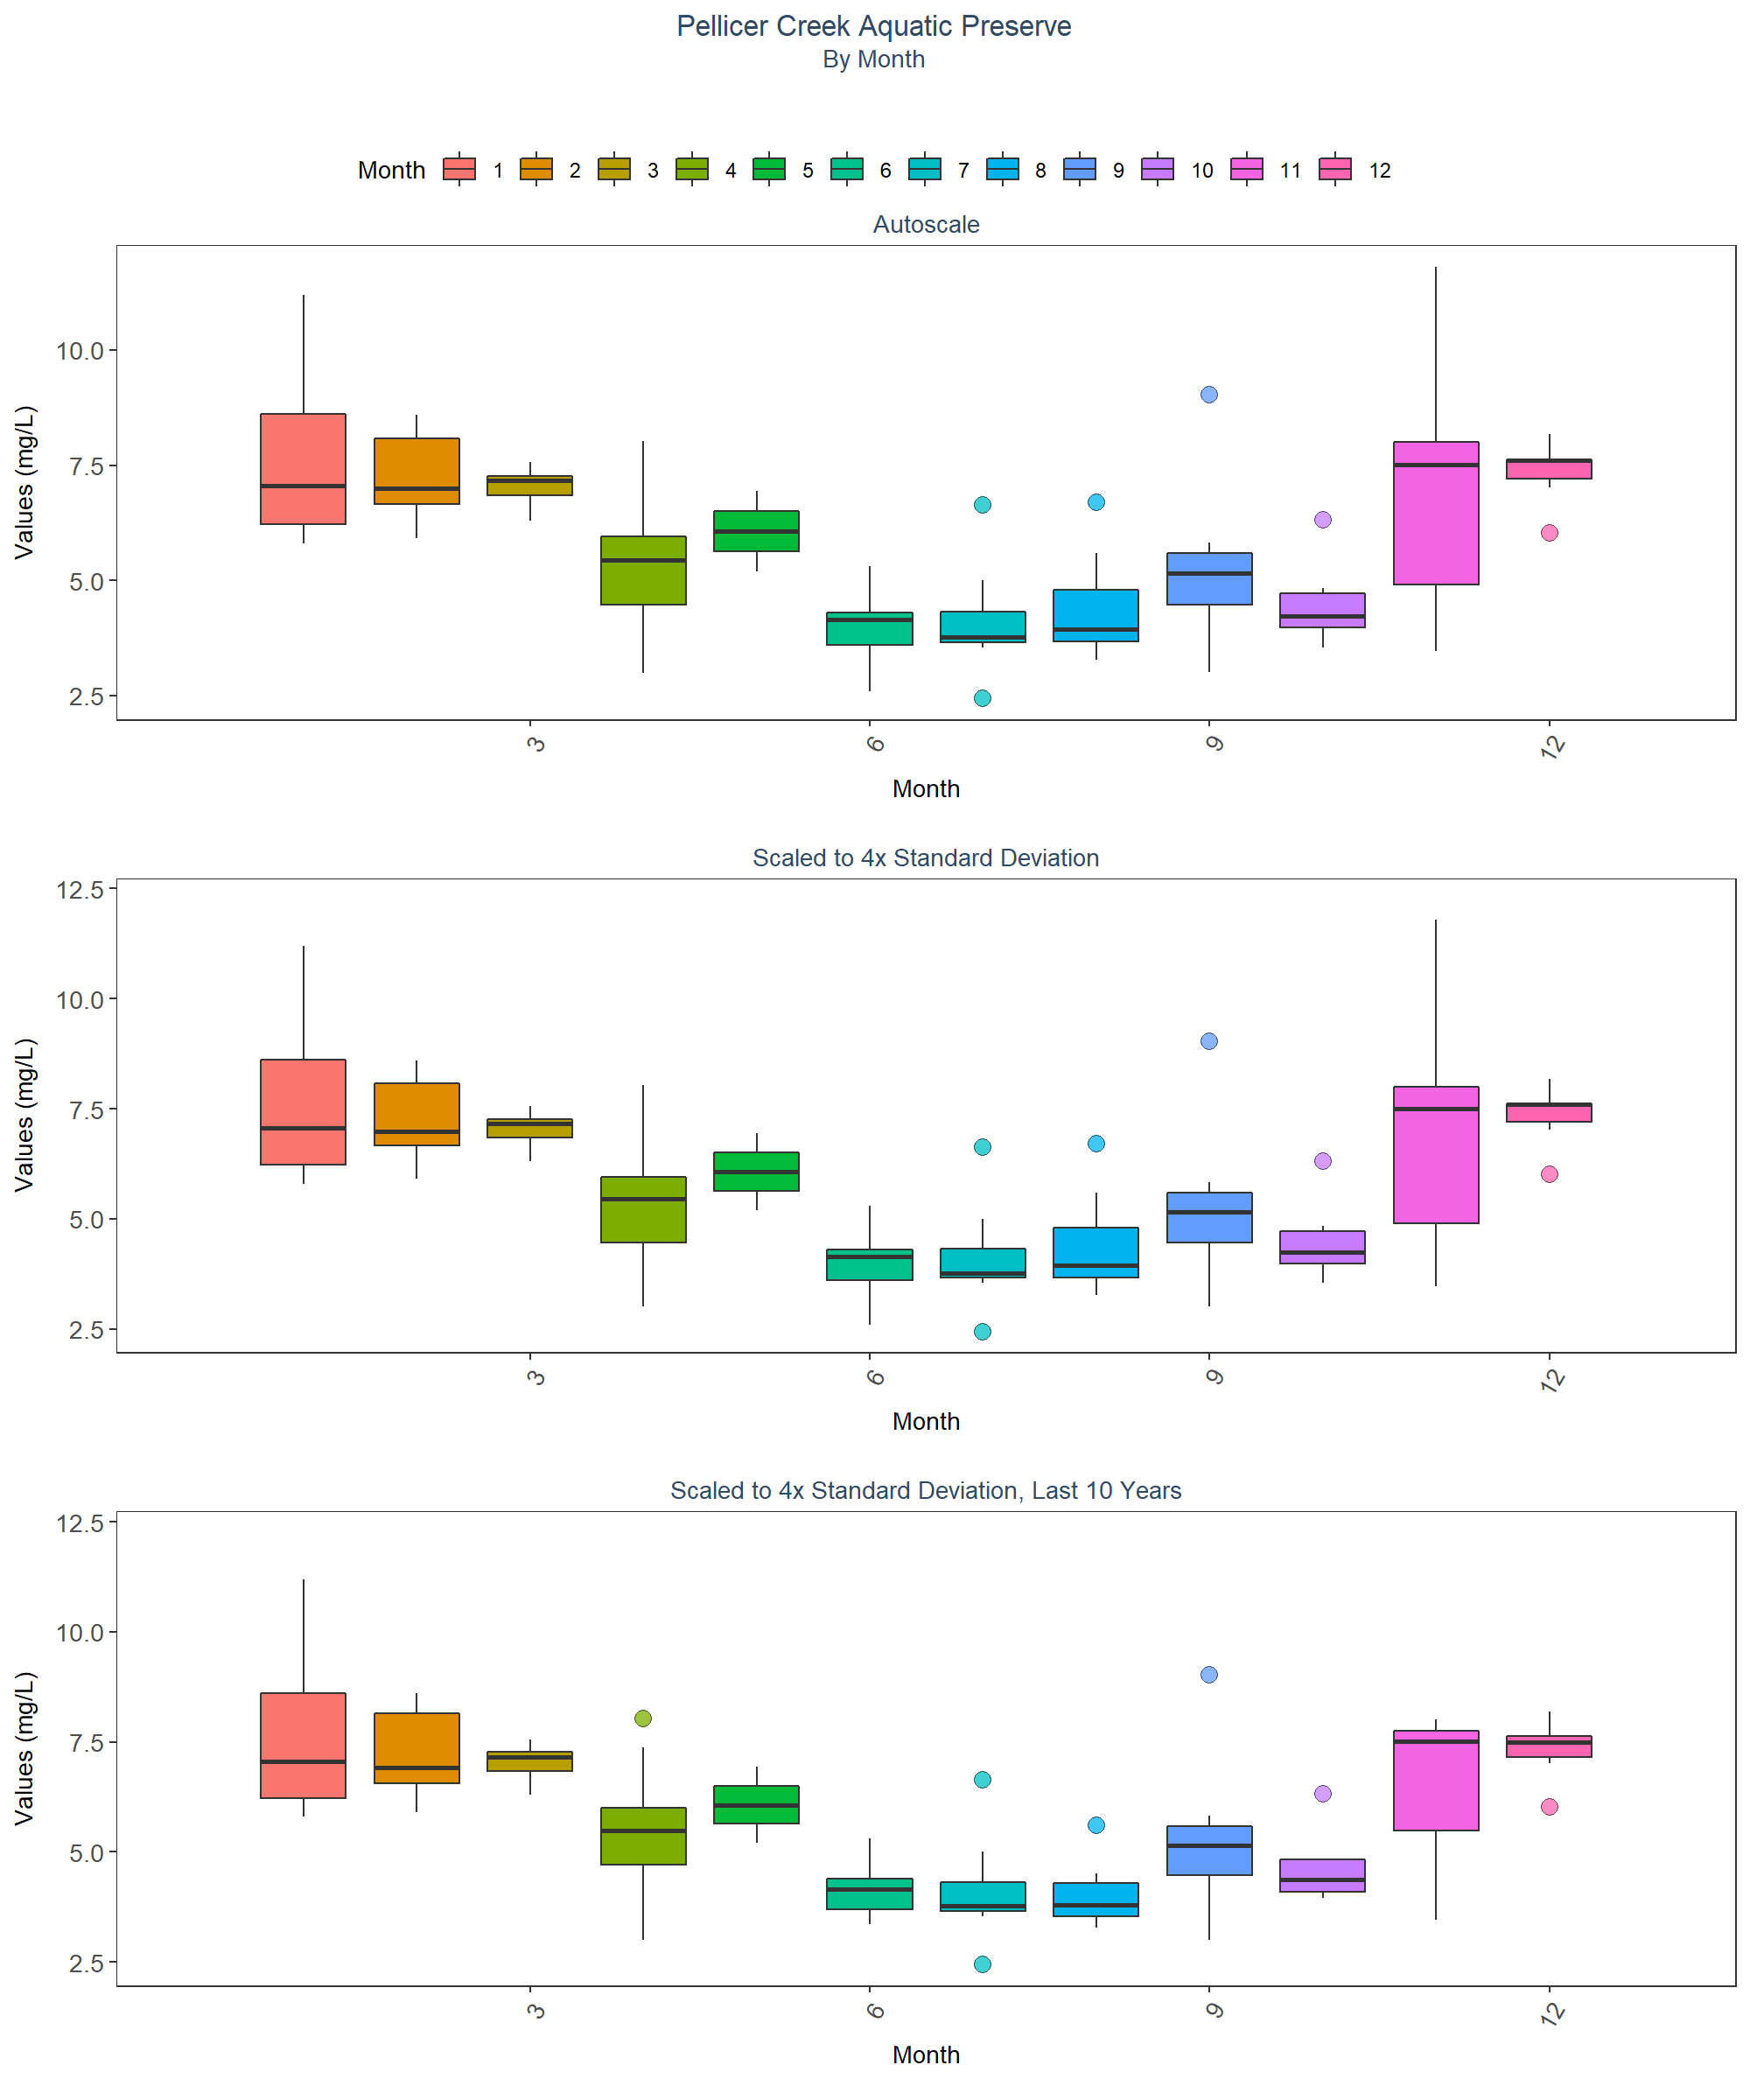 Pellicer Creek Aquatic Preserve
By Month
Month 1 2 3 4 5 6 7 8 9 10 11 12
Autoscale
Values (mg/L)
10.0
7.5
5.0
2.5
3 6 9 12
Month
Scaled to 4x Standard Deviation
Values (mg/L)
12.5
10.0
7.5
5.0
2.5
3 6 9 12
Month
Scaled to 4x Standard Deviation, Last 10 Years
Values (mg/L)
12.5
10.0
7.5
5.0
2.5
3 6 9 12
Month